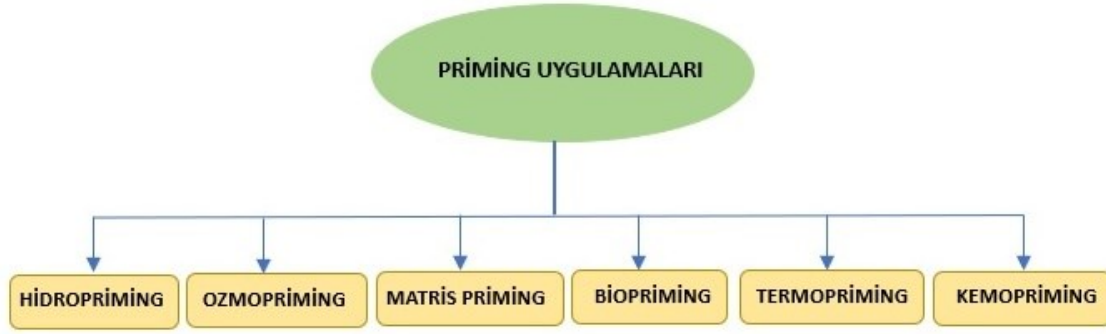 PRİMİNG UYGULAMALARI
HİDROPRİMİNG
OZMOPRİMİNG
MATRİS PRİMİNG
BİOPRİMİNG
TERMOPRİMİNG
KEMOPRİMİNG